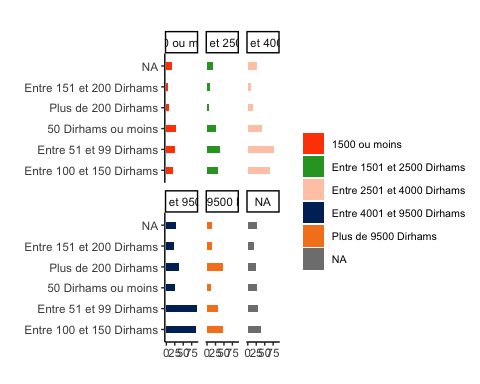 0 ou m et 250 et 400
NA
Entre 151 et 200 Dirhams
Plus de 200 Dirhams
50 Dirhams ou moins
Entre 51 et 99 Dirhams
Entre 100 et 150 Dirhams
et 950 9500 NA
NA
Entre 151 et 200 Dirhams
Plus de 200 Dirhams
50 Dirhams ou moins
Entre 51 et 99 Dirhams
Entre 100 et 150 Dirhams
0255075 0255075 0255075
1500 ou moins
Entre 1501 et 2500 Dirhams
Entre 2501 et 4000 Dirhams
Entre 4001 et 9500 Dirhams
Plus de 9500 Dirhams
NA